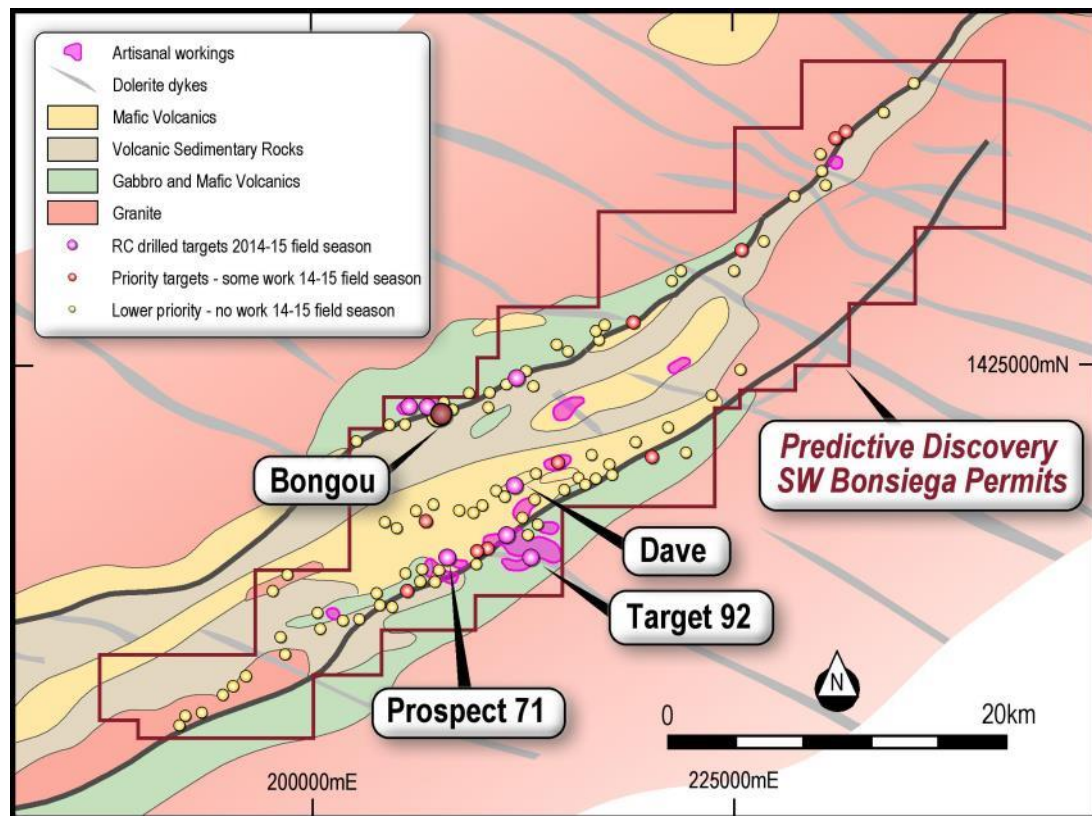 Artisanal workings
Dolerite dykes
Mafic Volcanics
Volcanic Sedimentary Rocks
Gabbro and Mafic Volcanics
Granite
RC drilled targets 2014-15 field season
Priority targets - some work 14-15 field season
Lower priority - no work 14-15 field season
1425000mN
Predictive Discovery
SW Bonsiega Permits
Bongou
Dave
Target 92
Prospect 71
N
0
20km
200000mE
225000mE